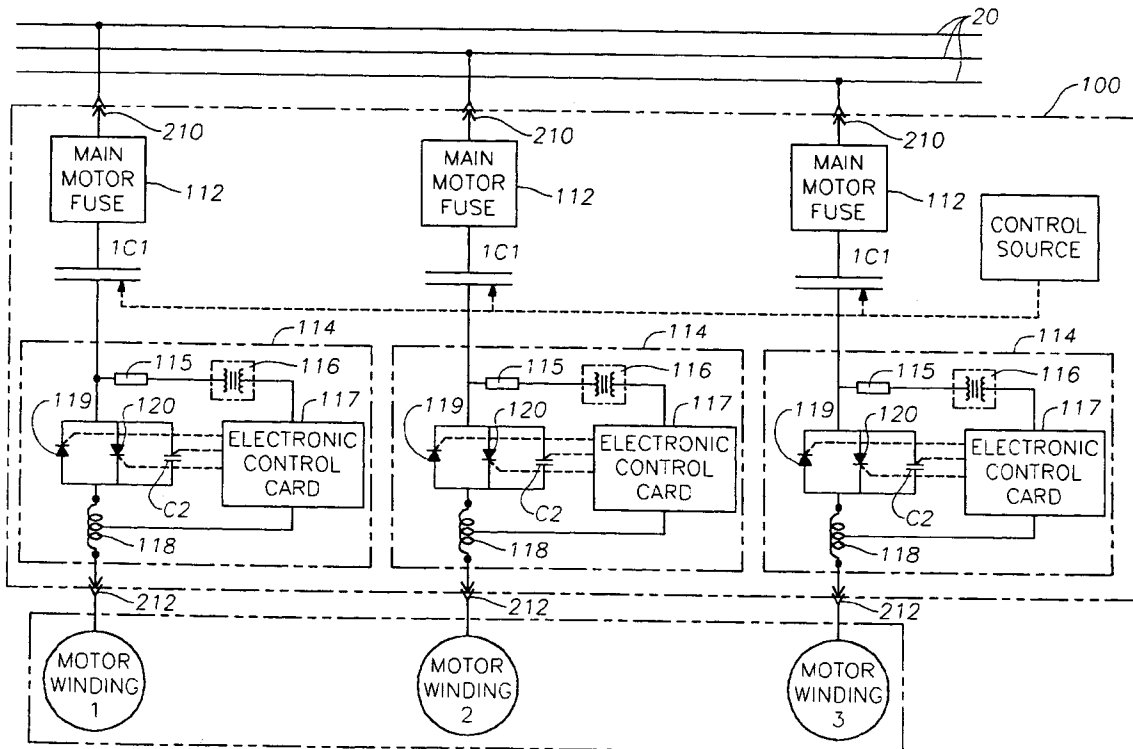 20
100
210
210
210
MAIN
MOTOR
FUSE
112
MAIN
MOTOR
FUSE
112
MAIN
MOTOR
FUSE
112
CONTROL
SOURCE
1C1
1C1
1C1
114
114
114
115
116
115
116
115
116
119
120
117
119
120
117
119
120
117
ELECTRONIC
CONTROL
CARD
ELECTRONIC
CONTROL
CARD
ELECTRONIC
CONTROL
CARD
C2
C2
C2
118
118
118
212
212
212
MOTOR
WINDING
1
MOTOR
WINDING
2
MOTOR
WINDING
3